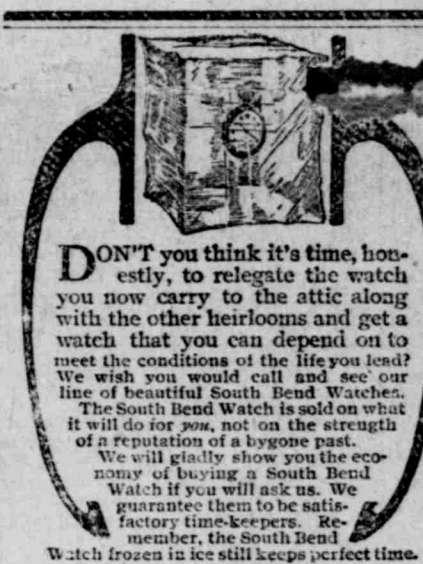 DON'T you think it's time, hon-
estly, to relegate the watch
you now carry to the attic along
with the other heirlooms and get a
watch that you can depend on to
meet the conditions of the life you lead?
We wish you would call and see our
line of beautiful South Bend Watches.
The South Bend Watch is sold on what
it will do for you, not on the strength
of a reputation of a bygone past.
We will gladly show you the eco-
nomy of buying a South Bend
Watch if you will ask us. We
guarantee them to be satis-
factory time-keepers. Re-
member, the South Bend
Watch frozen in ice still keeps perfect time.